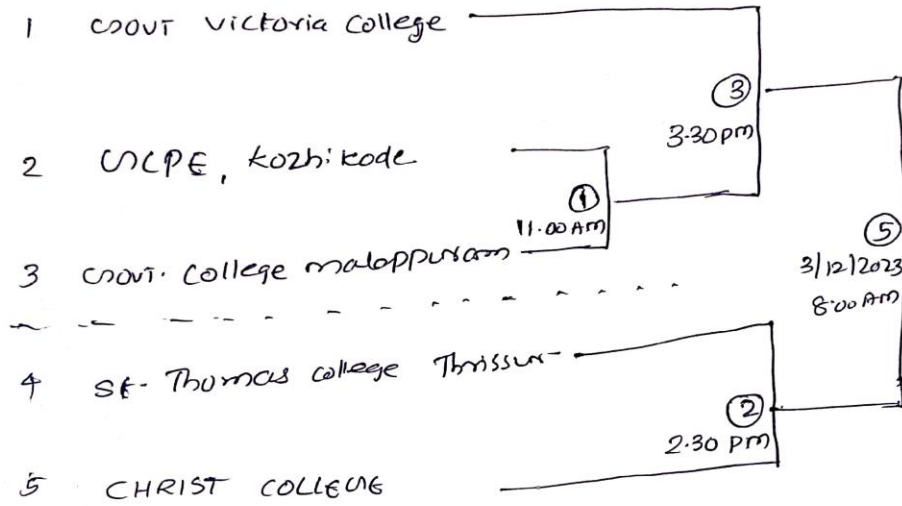 1 GOVT Victoria College
③
3.30 pm
2 GCPE, Kozhikode
①
11.00 AM
3 Govt. College malappuram
⑤
3/12/2023
8.00 AM
4 St. Thomas college Thrissur
②
2.30 pm
5 CHRIST COLLEGE